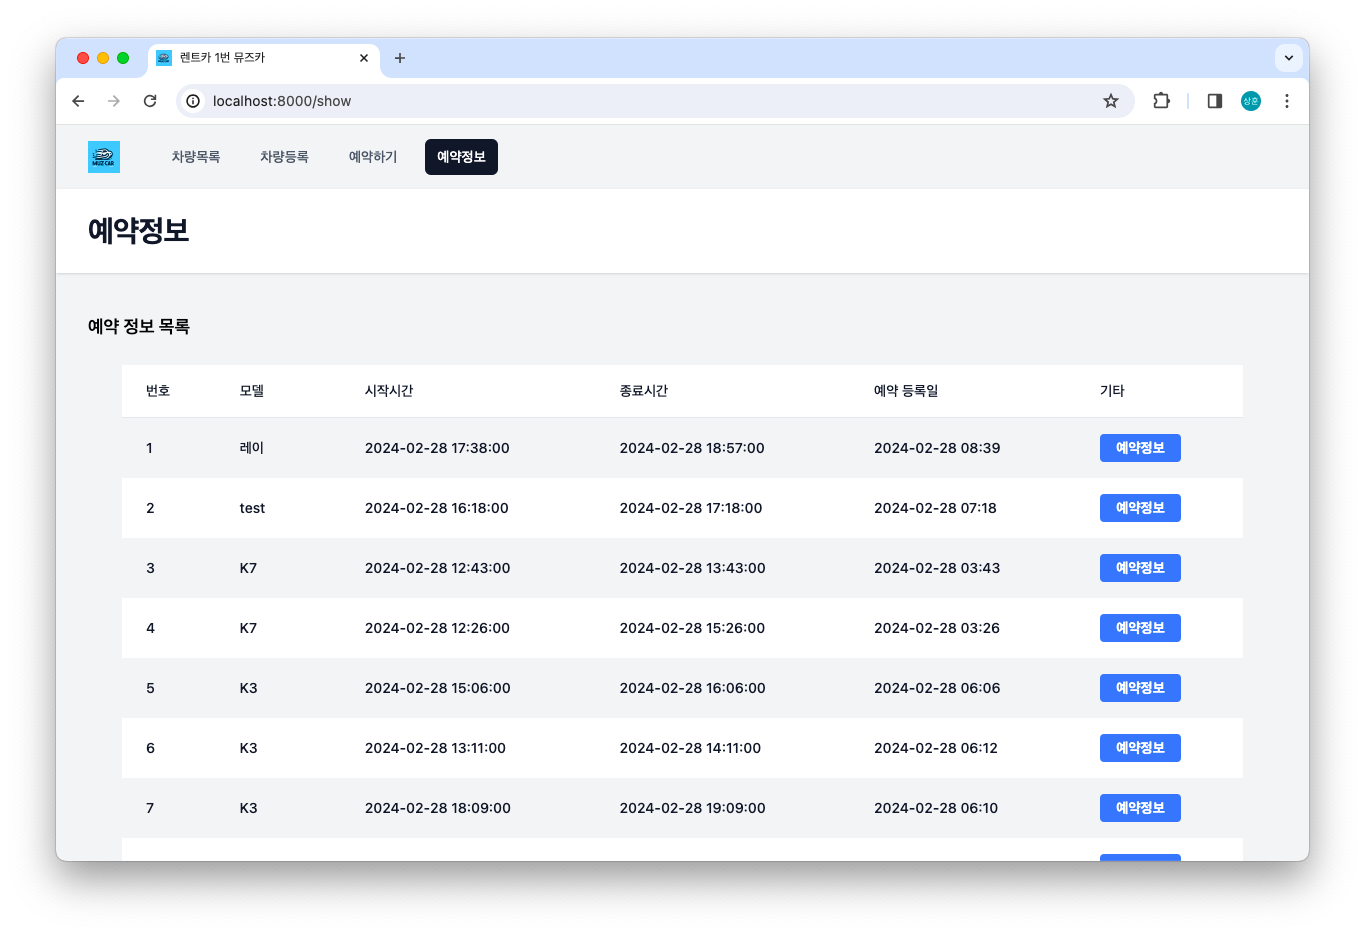 렌트카 1번 뮤즈카
localhost:8000/show
상훈
MUZ CAR
차량목록 차량등록 예약하기 예약정보
예약정보
예약 정보 목록
번호 모델 시작시간 종료시간 예약 등록일 기타
1 레이 2024-02-28 17:38:00 2024-02-28 18:57:00 2024-02-28 08:39 예약정보
2 test 2024-02-28 16:18:00 2024-02-28 17:18:00 2024-02-28 07:18 예약정보
3 K7 2024-02-28 12:43:00 2024-02-28 13:43:00 2024-02-28 03:43 예약정보
4 K7 2024-02-28 12:26:00 2024-02-28 15:26:00 2024-02-28 03:26 예약정보
5 K3 2024-02-28 15:06:00 2024-02-28 16:06:00 2024-02-28 06:06 예약정보
6 K3 2024-02-28 13:11:00 2024-02-28 14:11:00 2024-02-28 06:12 예약정보
7 K3 2024-02-28 18:09:00 2024-02-28 19:09:00 2024-02-28 06:10 예약정보